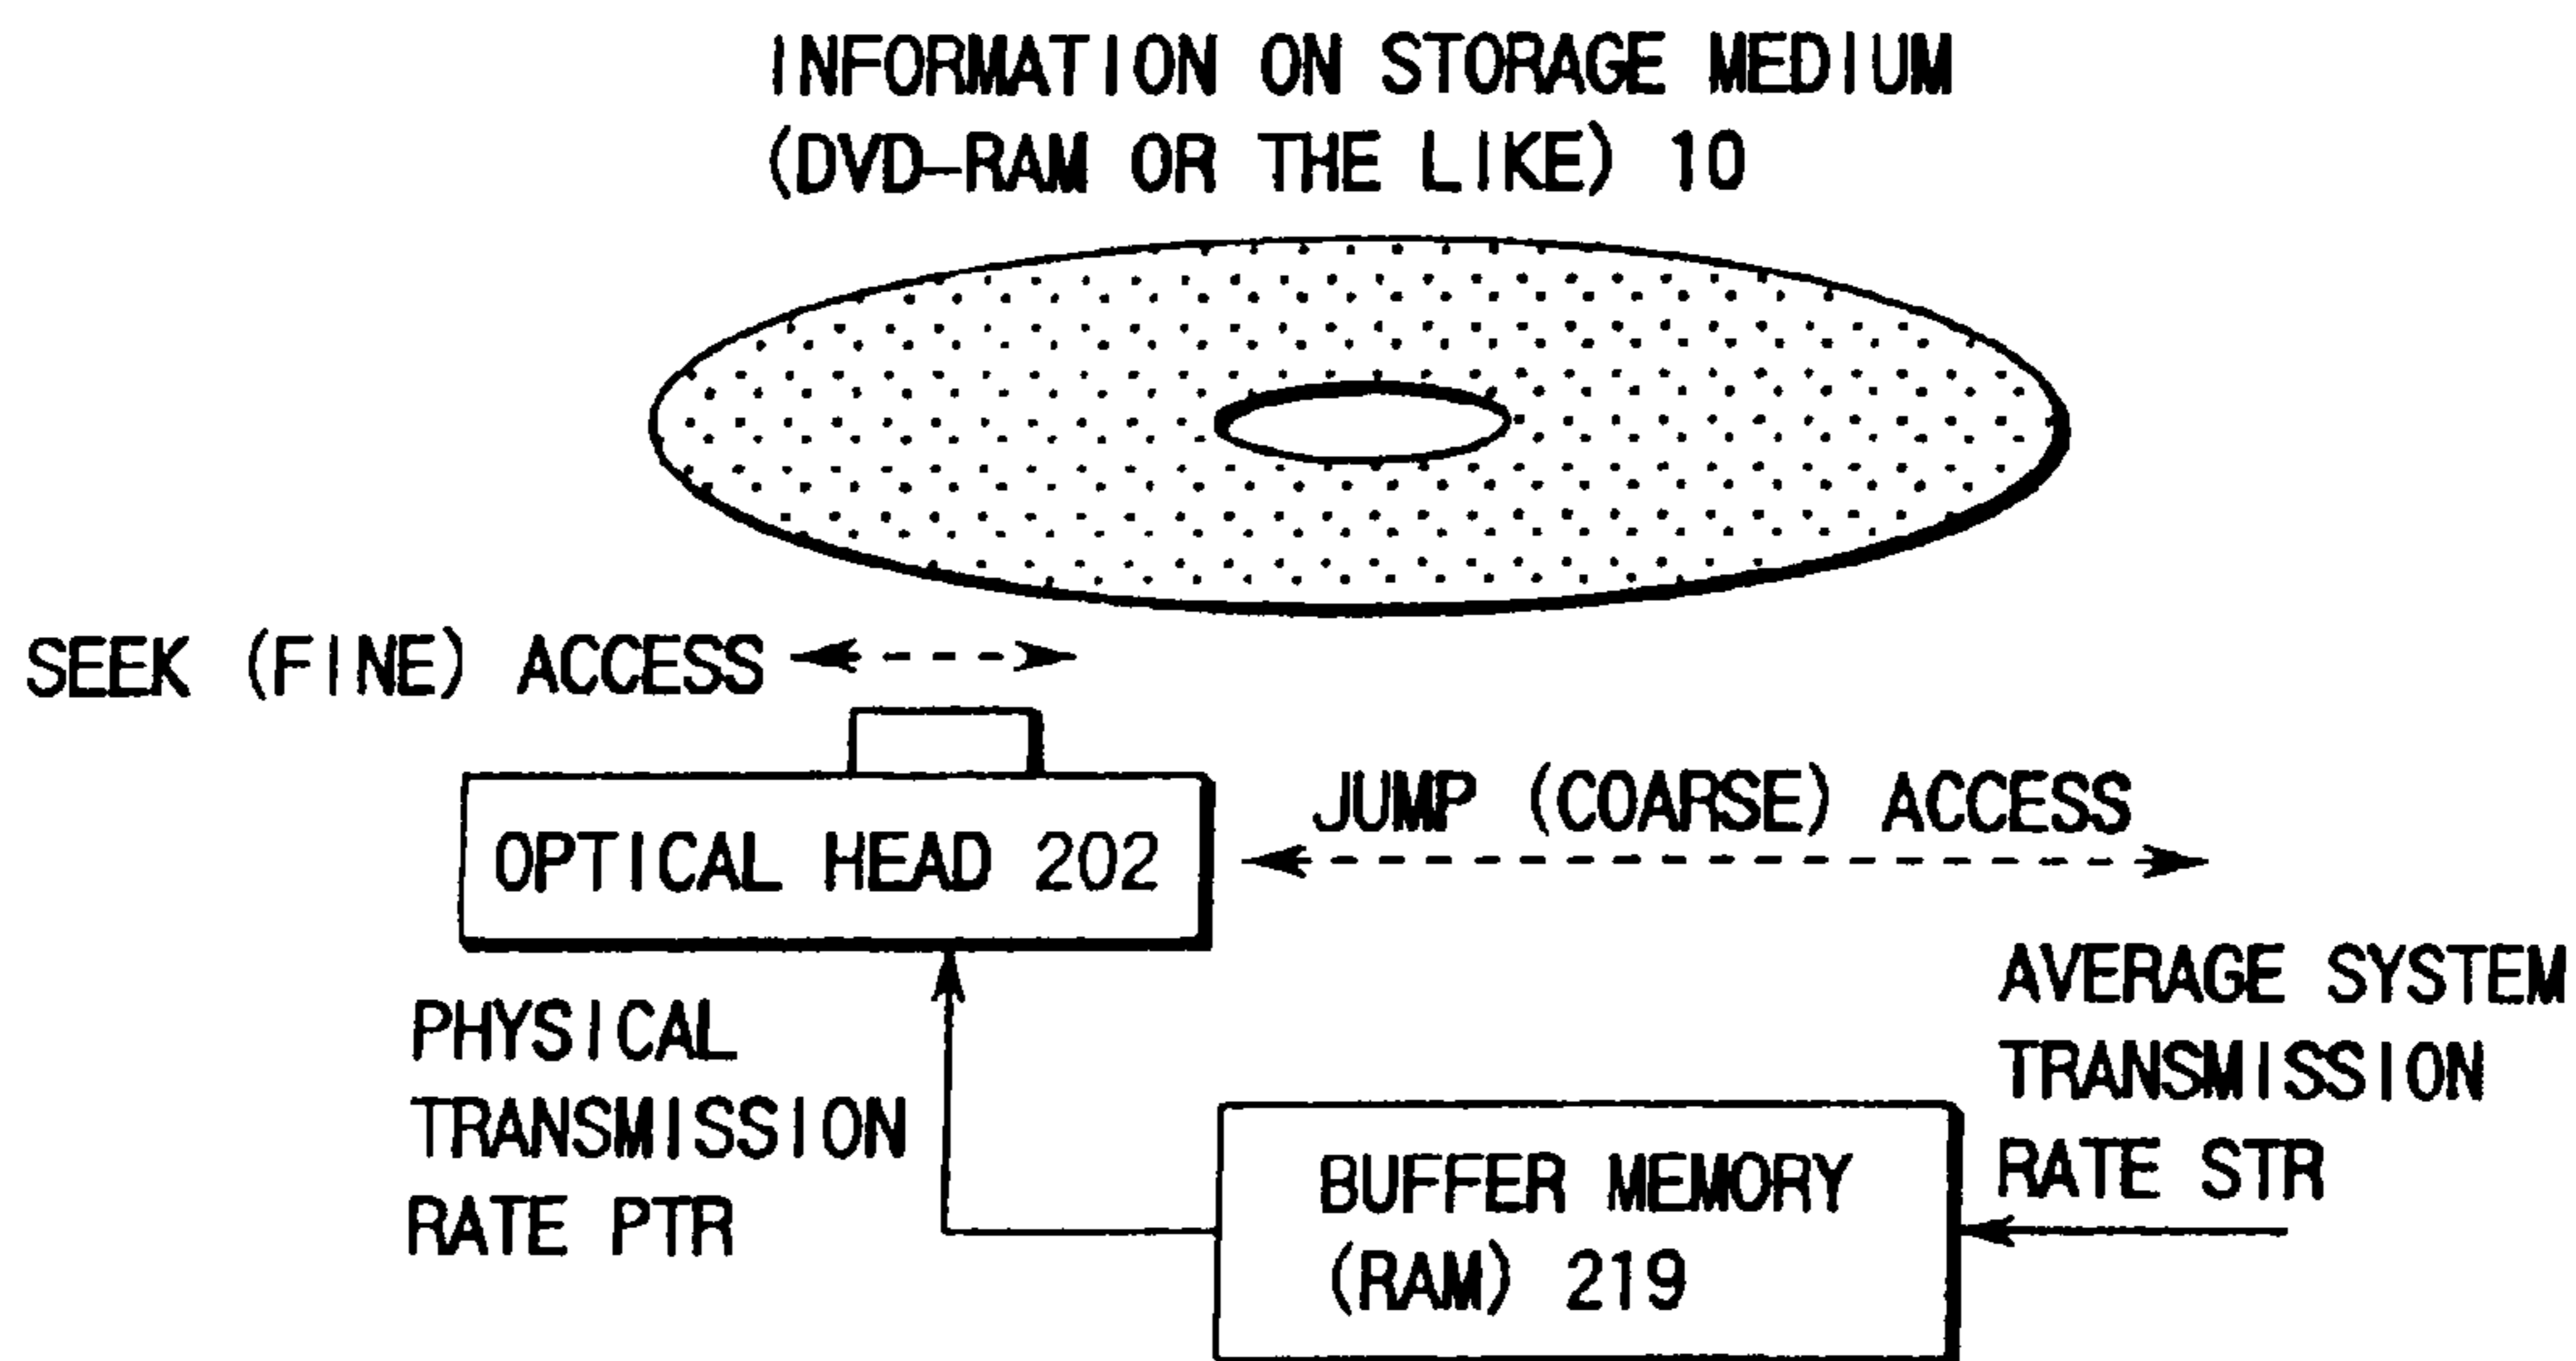 INFORMATION ON STORAGE MEDIUM
(DVD-RAM OR THE LIKE) 10
SEEK (FINE) ACCESS
OPTICAL HEAD 202
JUMP (COARSE) ACCESS
PHYSICAL
TRANSMISSION
RATE PTR
AVERAGE SYSTEM
TRANSMISSION
RATE STR
BUFFER MEMORY
(RAM) 219